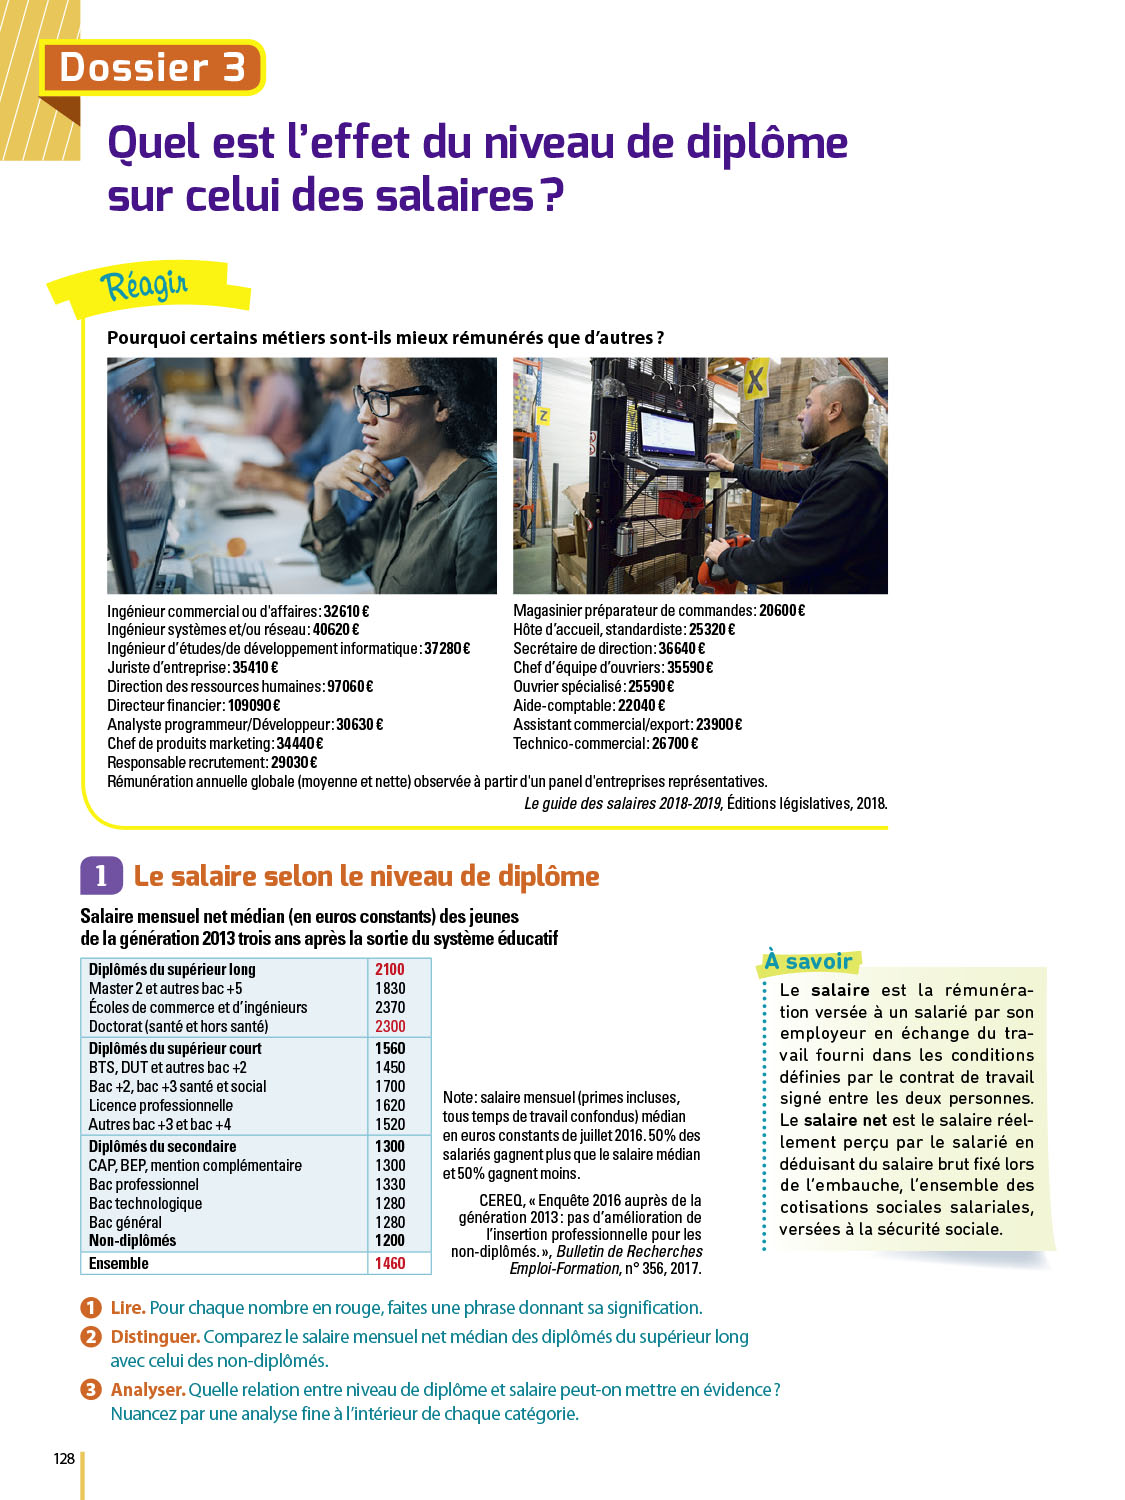 Dossier 3
Quel est l'effet du niveau de diplôme
sur celui des salaires ?
Réagir
Pourquoi certains métiers sont-ils mieux rémunérés que d'autres ?
Z
X
Ingénieur commercial ou d'affaires : 32610 €
Ingénieur systèmes et/ou réseau : 40620 €
Ingénieur d'études/de développement informatique : 37280 €
Juriste d'entreprise : 35410 €
Direction des ressources humaines : 97060 €
Directeur financier : 109090 €
Analyste programmeur/Développeur : 30630 €
Chef de produits marketing : 34440 €
Responsable recrutement : 29030 €
Magasinier préparateur de commandes : 20600 €
Hôte d'accueil, standardiste : 25320 €
Secrétaire de direction : 36640 €
Chef d'équipe d'ouvriers : 35590 €
Ouvrier spécialisé : 25590 €
Aide-comptable : 22040 €
Assistant commercial/export : 23900 €
Technico-commercial : 26700 €
Rémunération annuelle globale (moyenne et nette) observée à partir d'un panel d'entreprises représentatives.
Le guide des salaires 2018-2019, Éditions législatives, 2018.
1 Le salaire selon le niveau de diplôme
Salaire mensuel net médian (en euros constants) des jeunes
de la génération 2013 trois ans après la sortie du système éducatif
Diplômés du supérieur long 2100
Master 2 et autres bac +5 1830
Écoles de commerce et d'ingénieurs 2370
Doctorat (santé et hors santé) 2300
Diplômés du supérieur court 1560
BTS, DUT et autres bac +2 1450
Bac +2, bac +3 santé et social 1700
Licence professionnelle 1620
Autres bac +3 et bac +4 1520
Diplômés du secondaire 1300
CAP, BEP, mention complémentaire 1300
Bac professionnel 1330
Bac technologique 1280
Bac général 1280
Non-diplômés 1200
Ensemble 1460
Note : salaire mensuel (primes incluses,
tous temps de travail confondus) médian
en euros constants de juillet 2016. 50% des
salariés gagnent plus que le salaire médian
et 50% gagnent moins.
CEREQ, « Enquête 2016 auprès de la
génération 2013 : pas d'amélioration de
l'insertion professionnelle pour les
non-diplômés. », Bulletin de Recherches
Emploi-Formation, n° 356, 2017.
À savoir
Le salaire est la rémunéra-
tion versée à un salarié par son
employeur en échange du tra-
vail fourni dans les conditions
définies par le contrat de travail
signé entre les deux personnes.
Le salaire net est le salaire réel-
lement perçu par le salarié en
déduisant du salaire brut fixé lors
de l'embauche, l'ensemble des
cotisations sociales salariales,
versées à la sécurité sociale.
1 Lire. Pour chaque nombre en rouge, faites une phrase donnant sa signification.
2 Distinguer. Comparez le salaire mensuel net médian des diplômés du supérieur long
avec celui des non-diplômés.
3 Analyser. Quelle relation entre niveau de diplôme et salaire peut-on mettre en évidence ?
Nuancez par une analyse fine à l'intérieur de chaque catégorie.
128